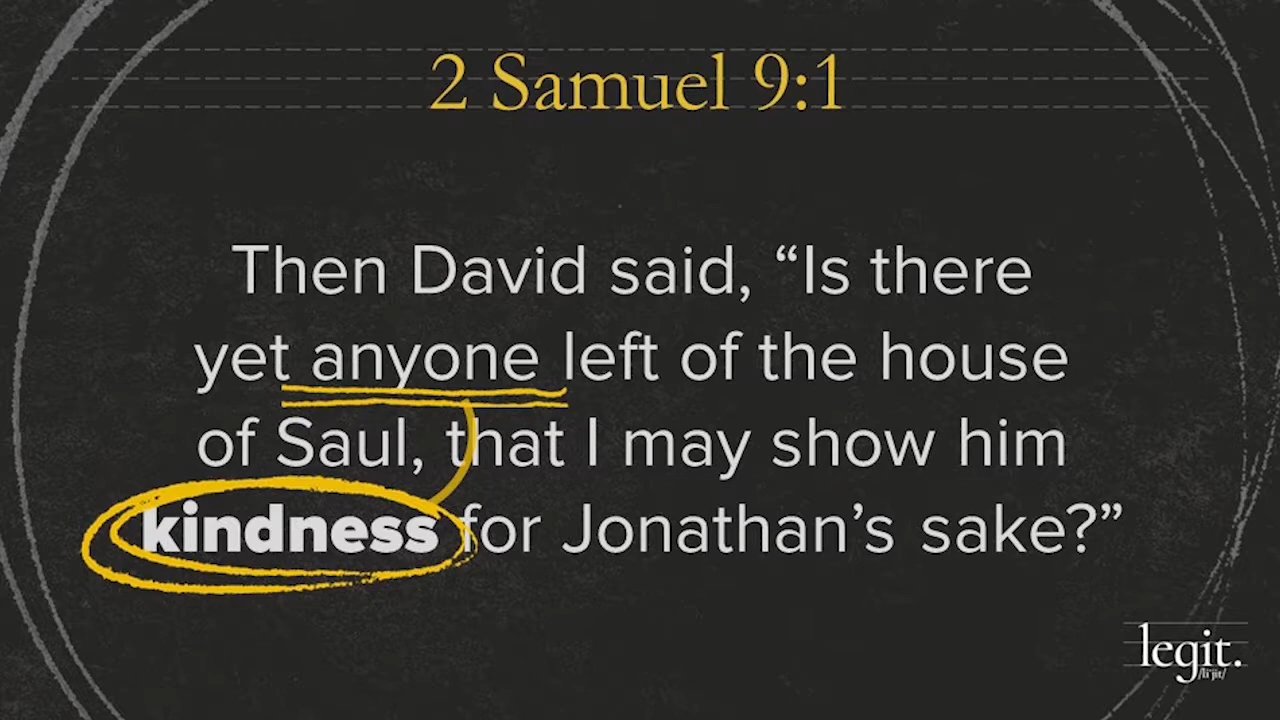 2 Samuel 9:1
Then David said, “Is there
yet anyone left of the house
of Saul, that I may show him
kindness for Jonathan’s sake?”
legit.